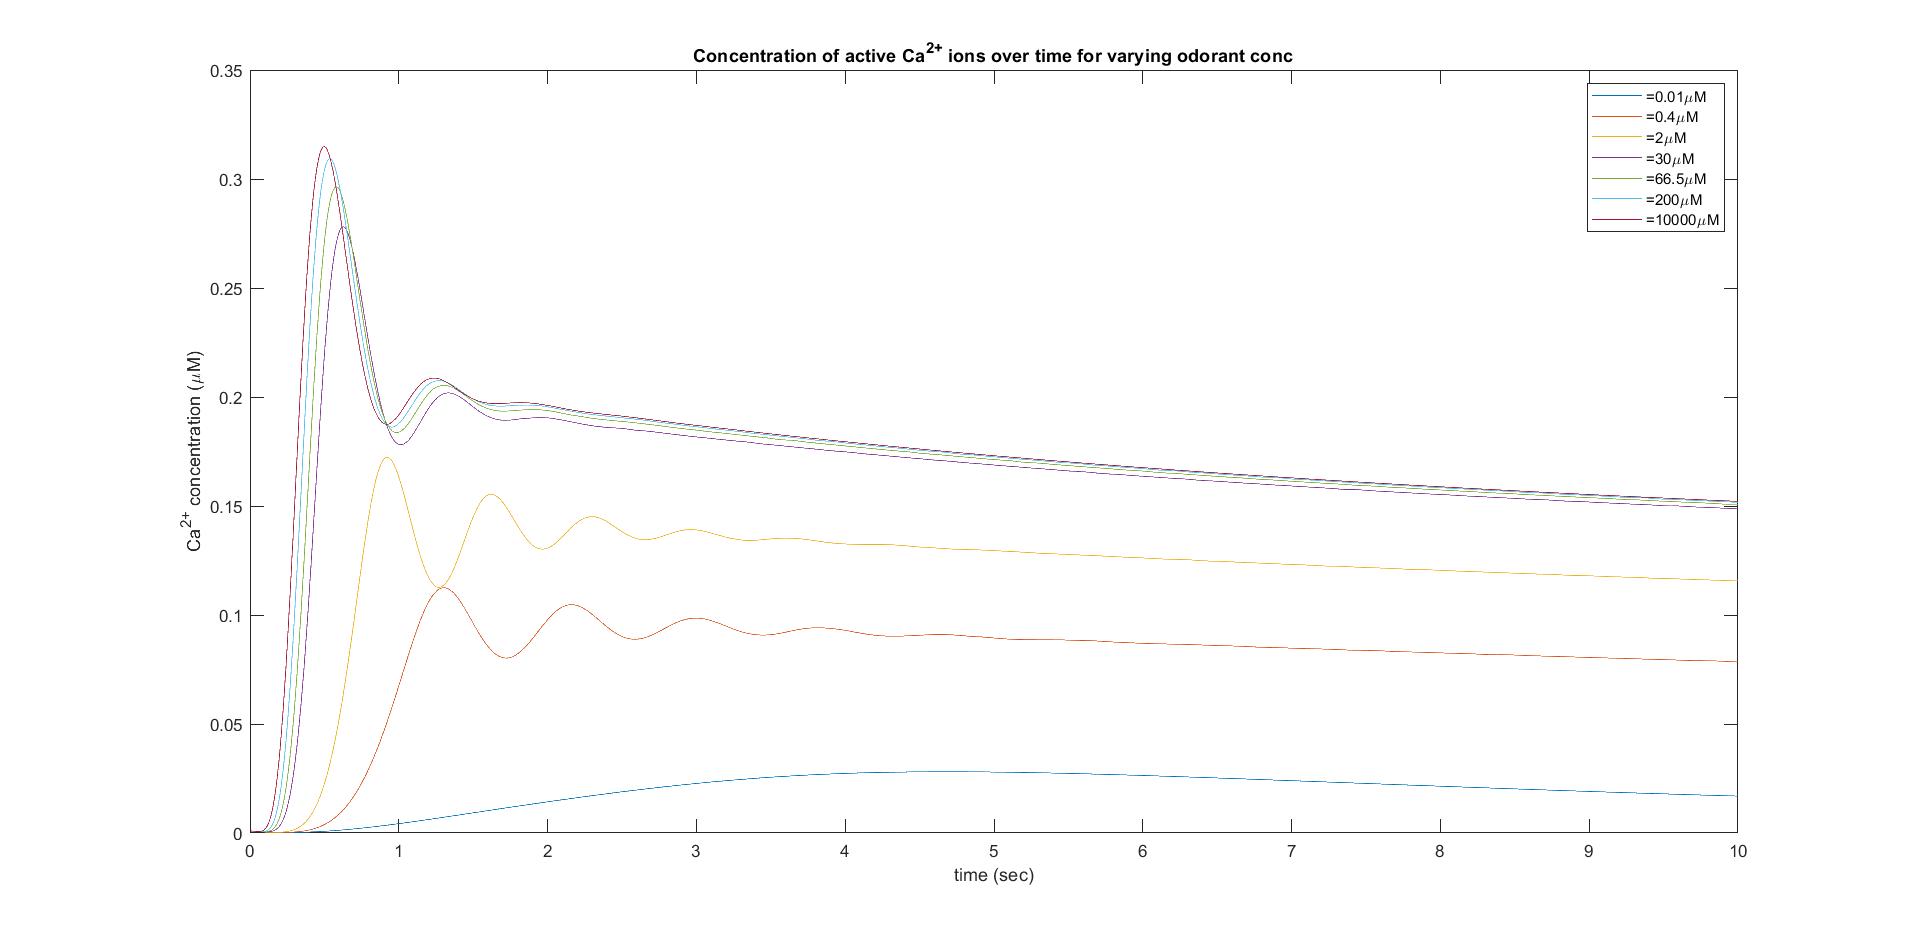 Concentration of active Ca2+ ions over time for varying odorant conc
0.35
0.3
0.25
0.2
0.15
0.1
0.05
0
Ca2+ concentration (μM)
=0.01μM
=0.4μM
=2μM
=30μM
=66.5μM
=200μM
=10000μM
0 1 2 3 4 5 6 7 8 9 10
time (sec)